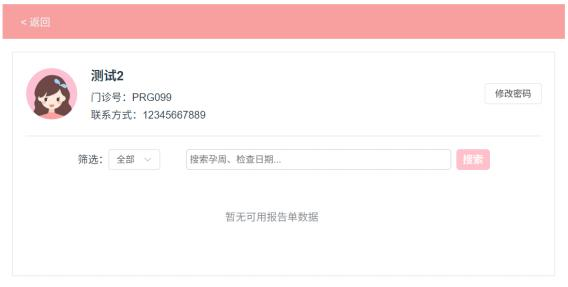 < 返回
测试2
门诊号：PRG099
联系方式：12345667889
修改密码
筛选： 全部 搜索孕周、检查日期... 搜索
暂无可用报告单数据